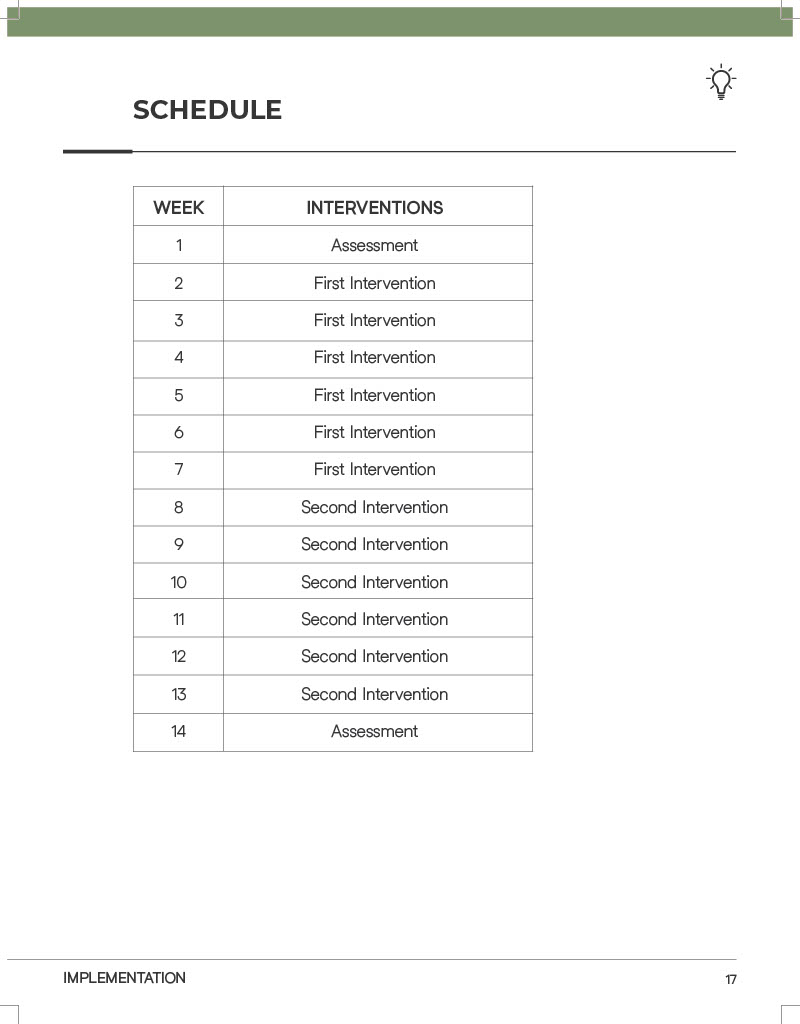 SCHEDULE
WEEK INTERVENTIONS
1 Assessment
2 First Intervention
3 First Intervention
4 First Intervention
5 First Intervention
6 First Intervention
7 First Intervention
8 Second Intervention
9 Second Intervention
10 Second Intervention
11 Second Intervention
12 Second Intervention
13 Second Intervention
14 Assessment
IMPLEMENTATION 17